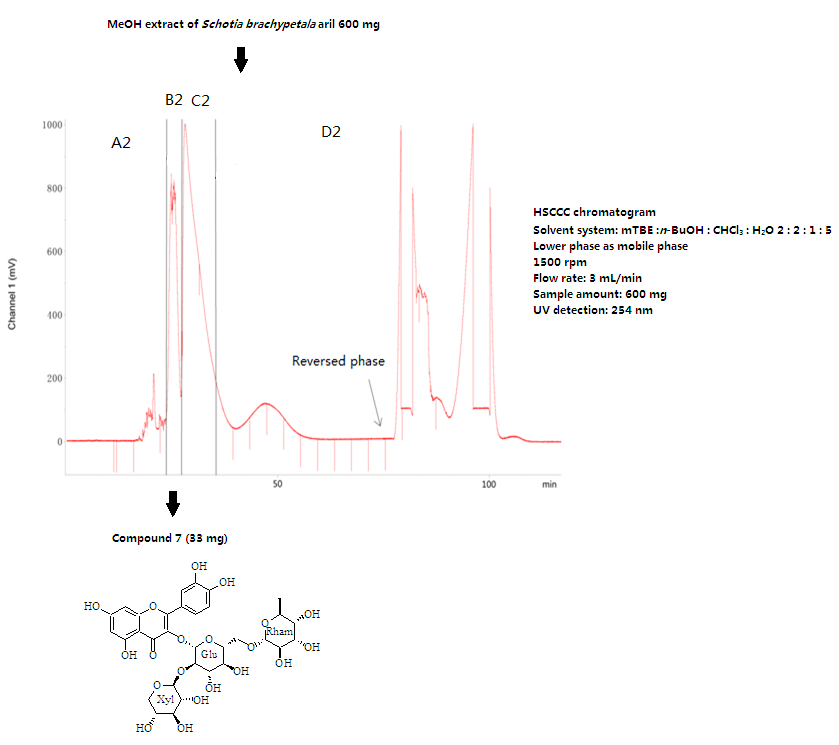 MeOH extract of Schotia brachypetala aril 600 mg
B2 C2
A2
D2
1000
800
600
400
200
0
Channel 1 (mV)
Reversed phase
50
100
min
HSCCC chromatogram
Solvent system: mTBE :n-BuOH : CHCl₃ : H₂O 2 : 2 : 1 : 5
Lower phase as mobile phase
1500 rpm
Flow rate: 3 mL/min
Sample amount: 600 mg
UV detection: 254 nm
Compound 7 (33 mg)
OH
OH
HO
O
OH
O
O
O
Glu
O
O
Rham
OH
OH
OH
OH
OH
O
O
Xyl
OH
HO
OH